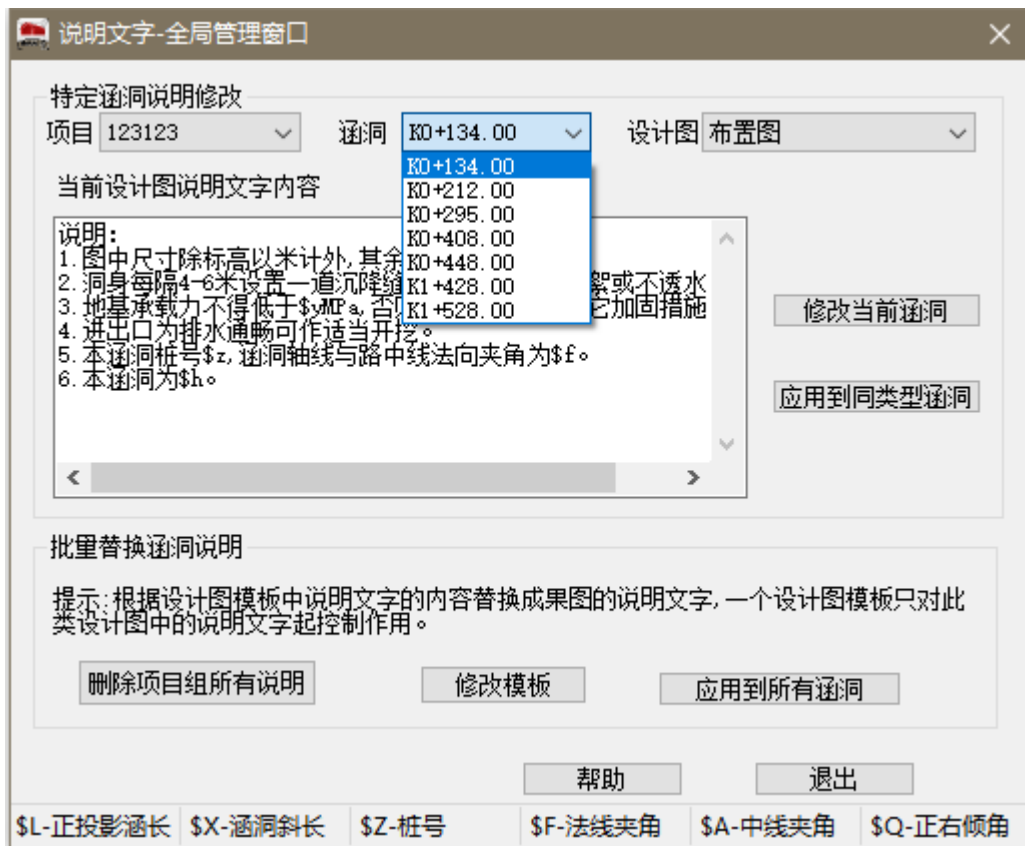 说明文字-全局管理窗口
特定涵洞说明修改
项目 123123 涵洞 K0+134.00 设计图 布置图
K0+134.00
K0+212.00
K0+295.00
K0+408.00
K0+448.00
K1+428.00
K1+528.00
当前设计图说明文字内容
说明:
1.图中尺寸除标高以米计外,其余
2.洞身每隔4-6米设置一道沉降缝 絮或不透水
3.地基承载力不得低于$yMPa,否 它加固措施
4.进出口为排水通畅可作适当开挖。
5.本涵洞桩号$z,涵洞轴线与路中线法向夹角为$f。
6.本涵洞为$h。
修改当前涵洞
应用到同类型涵洞
批量替换涵洞说明
提示:根据设计图模板中说明文字的内容替换成果图的说明文字,一个设计图模板只对此
类设计图中的说明文字起控制作用。
删除项目组所有说明 修改模板 应用到所有涵洞
帮助 退出
$L-正投影涵长 $X-涵洞斜长 $Z-桩号 $F-法线夹角 $A-中线夹角 $Q-正右倾角